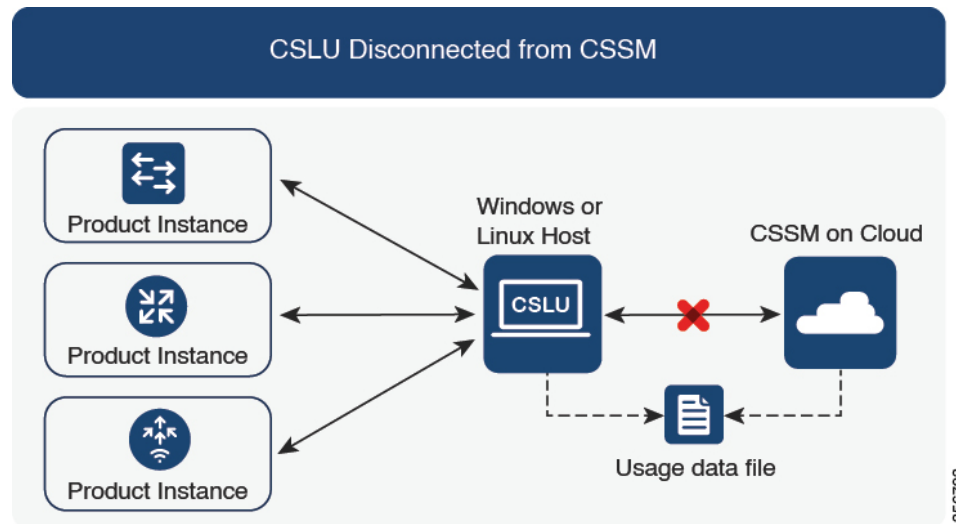 CSLU Disconnected from CSSM
Product Instance
Product Instance
Product Instance
Windows or
Linux Host
CSLU
CSSM on Cloud
Usage data file